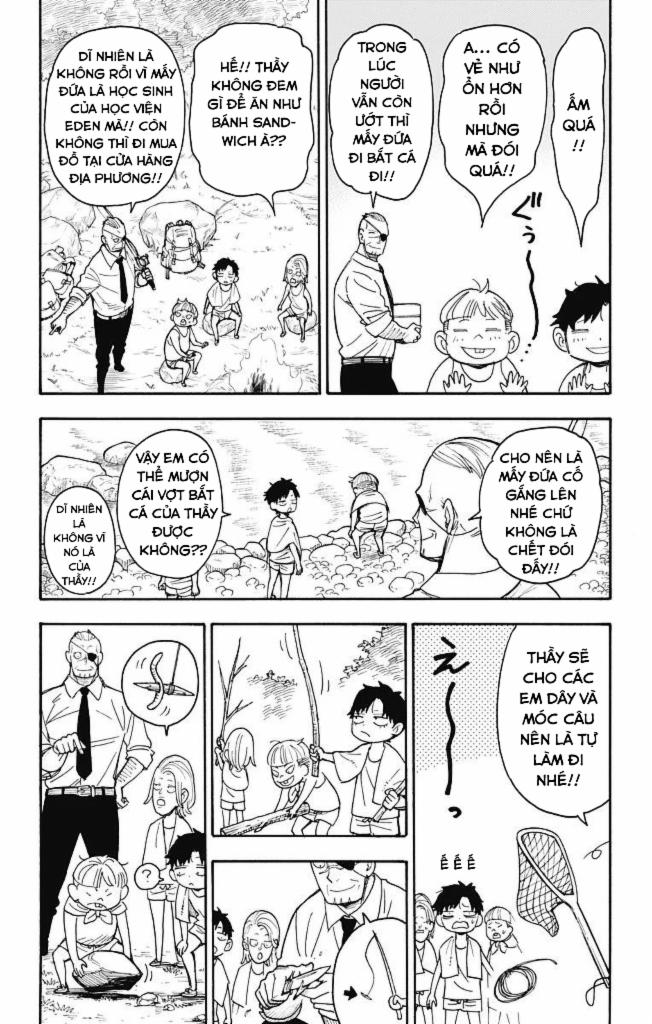 ẤM
QUÁ
!!
A... CÓ
VẺ NHƯ
ỔN HƠN
RỒI
NHƯNG
MÀ ĐÓI
QUÁ!!
ぐぅ〜…
TRONG
LÚC
NGƯỜI
VẪN CÒN
ƯỚT THÌ
MẤY ĐỨA
ĐI BẮT CÁ
ĐI!!
HẾ!! THẦY
KHÔNG ĐEM
GÌ ĐỂ ĂN NHƯ
BÁNH SAND-
WICH À??
DĨ NHIÊN LÀ
KHÔNG RỒI VÌ MẤY
ĐỨA LÀ HỌC SINH
CỦA HỌC VIỆN
EDEN MÀ!! CÒN
KHÔNG THÌ ĐI MUA
ĐỒ TẠI CỬA HÀNG
ĐỊA PHƯƠNG!!
CHO NÊN LÀ
MẤY ĐỨA CỐ
GẮNG LÊN
NHÉ CHỨ
KHÔNG LÀ
CHẾT ĐÓI
ĐẤY!!
VẬY EM CÓ
THỂ MƯỢN
CÁI VỢT BẮT
CÁ CỦA THẦY
ĐƯỢC
KHÔNG??
DĨ NHIÊN
LÀ
KHÔNG VÌ
NÓ LÀ
CỦA
THẦY!!
THẦY SẼ
CHO CÁC
EM DÂY VÀ
MÓC CÂU
NÊN LÀ TỰ
LÀM ĐI
NHÉ!!
え〜〜っ
Ế Ế Ế
?